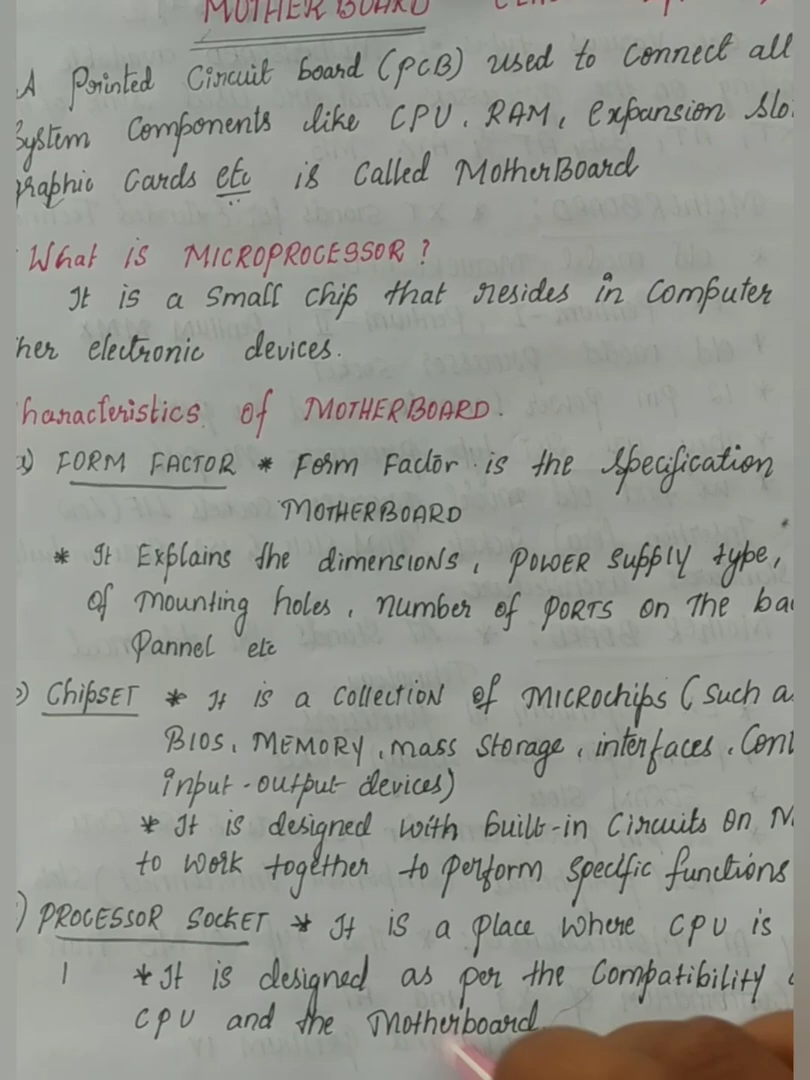 MOTHER BOARD
A Printed Circuit board (PCB) used to connect all
System Components like CPU, RAM, Expansion Slo
graphic Cards etc is Called MotherBoard
What is MICROPROCESSOR ?
It is a small chip that resides in Computer
her electronic devices.
haracteristics of MOTHERBOARD.
a) FORM FACTOR * Form Factor is the Specification
MOTHERBOARD
* It Explains the dimensions, POWER supply type,
of mounting holes, number of PORTS on The ba
Pannel etc
ChipSET * It is a collection of MICROchips (such a
BIOS, MEMORY, mass Storage, interfaces, Cont
input-output devices)
* It is designed with built-in Circuits on M
to work together to perform specific functions
) PROCESSOR SOCKET * It is a place where CPU is
* It is designed as per the Compatibility
CPU and the Motherboard